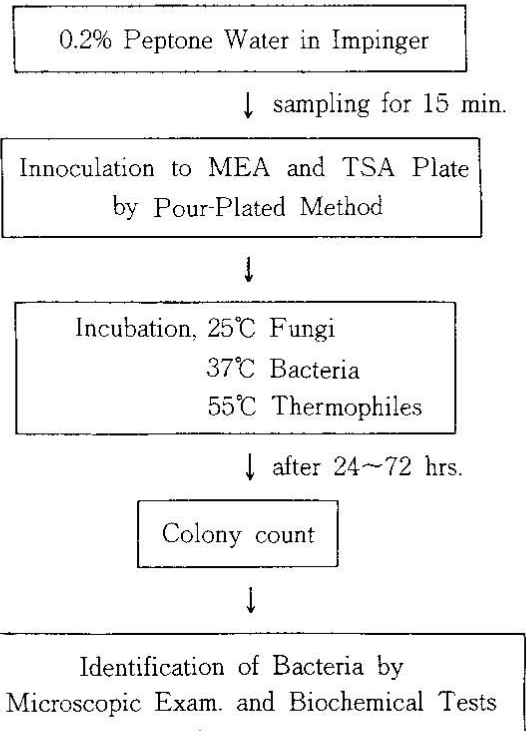 0.2% Peptone Water in Impinger
↓ sampling for 15 min.
Innoculation to MEA and TSA Plate
by Pour-Plated Method
↓
Incubation, 25℃ Fungi
37℃ Bacteria
55℃ Thermophiles
↓ after 24~72 hrs.
Colony count
↓
Identification of Bacteria by
Microscopic Exam. and Biochemical Tests